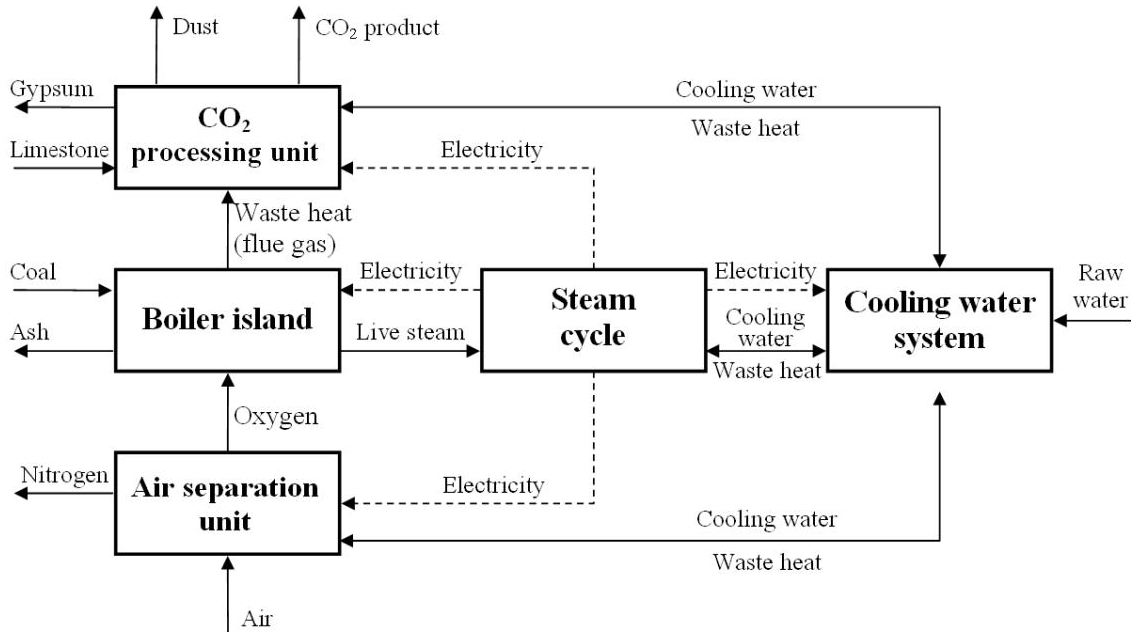 Dust
CO₂ product
Gypsum
Cooling water
CO₂
processing unit
Waste heat
Limestone
Electricity
Waste heat
(flue gas)
Coal
Electricity
Steam
cycle
Electricity
Raw
water
Boiler island
Cooling water
system
Ash
Live steam
Cooling
water
Waste heat
Oxygen
Nitrogen
Air separation
unit
Electricity
Cooling water
Waste heat
Air